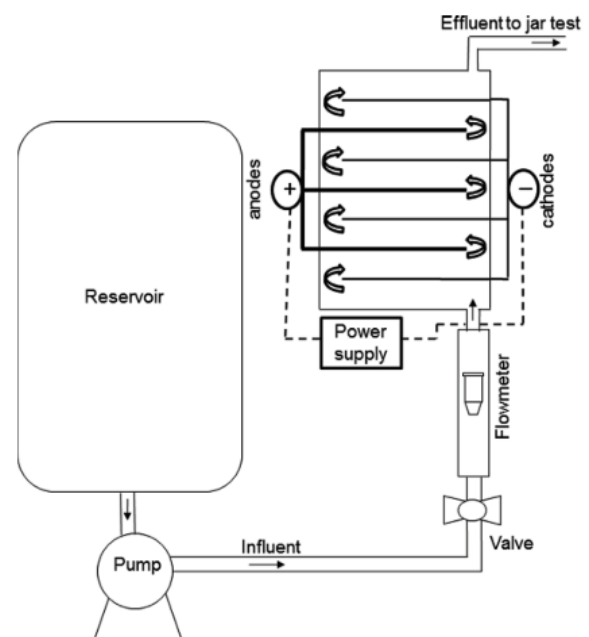 Effluent to jar test
anodes
+
−
cathodes
Reservoir
Power
supply
Flowmeter
Influent
Valve
Pump